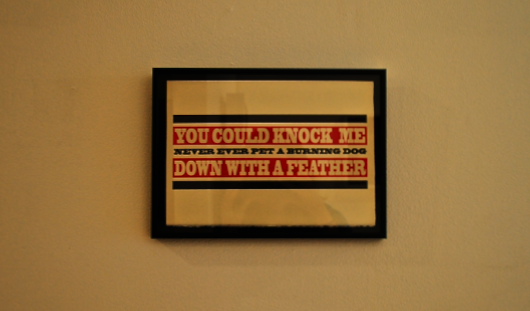 YOU COULD KNOCK ME
NEVER EVER PET A BURNING DOG
DOWN WITH A FEATHER